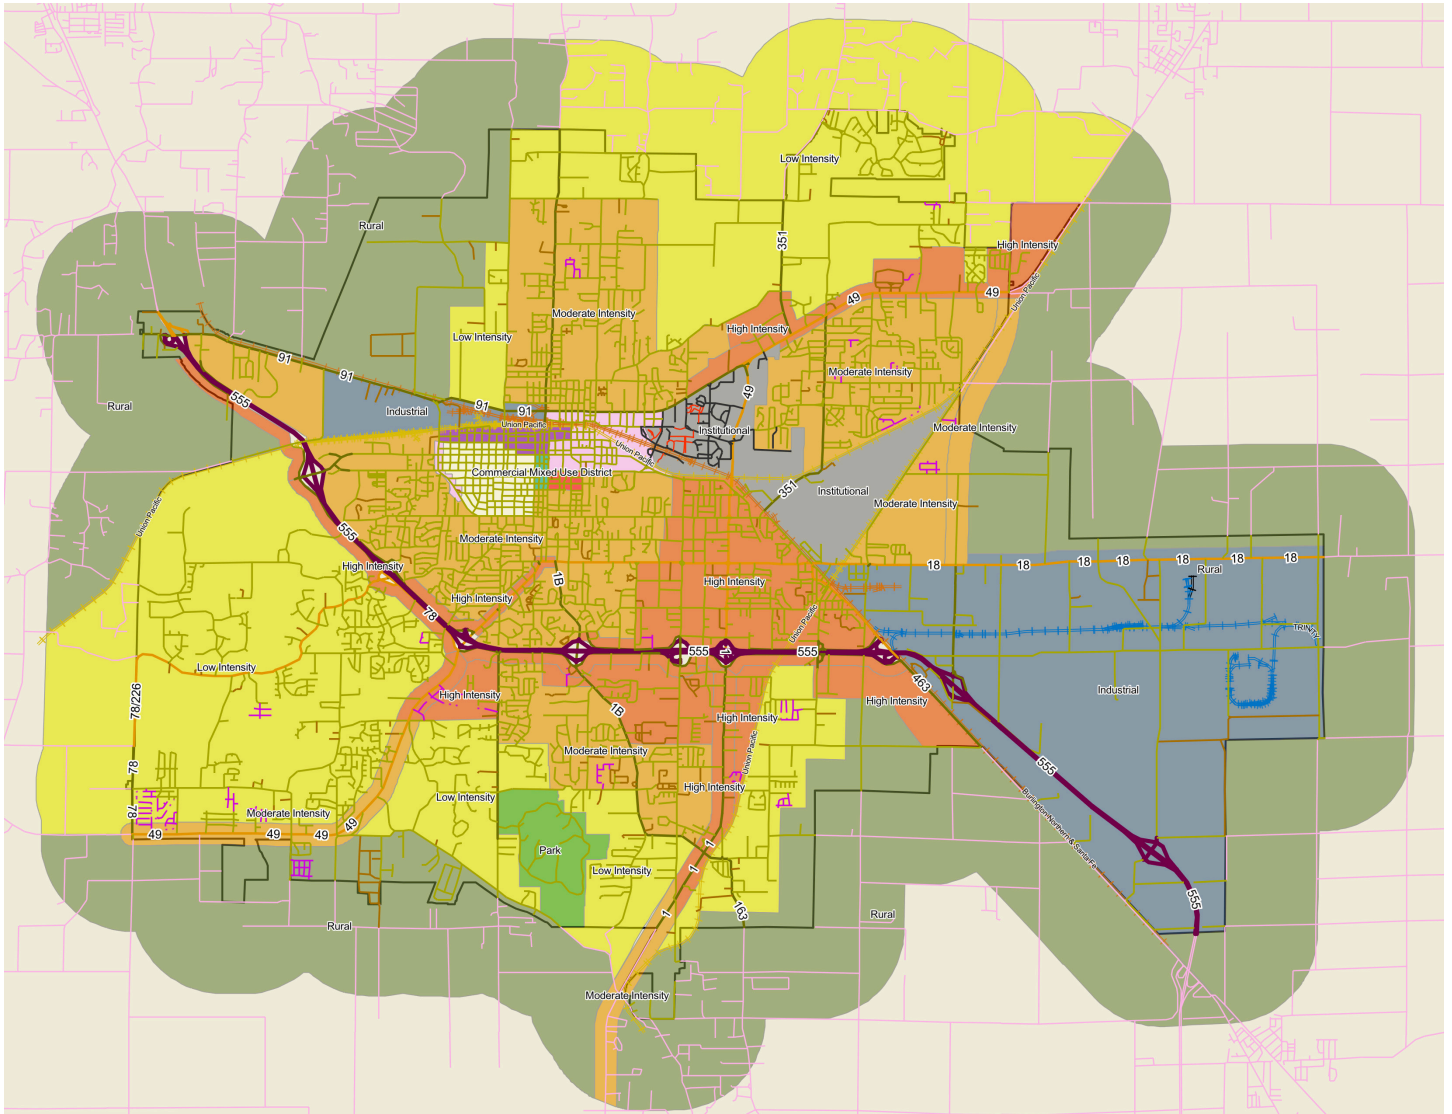 Low Intensity
Rural
351
High Intensity
Union Pacific
49
49
Moderate Intensity
High Intensity
Low Intensity
91
91
Moderate Intensity
49
555
Rural
91
91
Industrial
Union Pacific
Institutional
Moderate Intensity
Union Pacific
Commercial Mixed Use District
351
Institutional
Moderate Intensity
Union Pacific
555
Moderate Intensity
18
18
18
18
18
18
18
Rural
High Intensity
1B
High Intensity
High Intensity
78
Union Pacific
TRINITY
555
1
555
Low Intensity
463
Industrial
High Intensity
High Intensity
78/226
1B
High Intensity
Moderate Intensity
Union Pacific
555
78
High Intensity
Low Intensity
Burlington Northern & Santa Fe
78
Moderate Intensity
49
49
49
49
1
Park
Low Intensity
1
555
1
163
Rural
Rural
Moderate Intensity